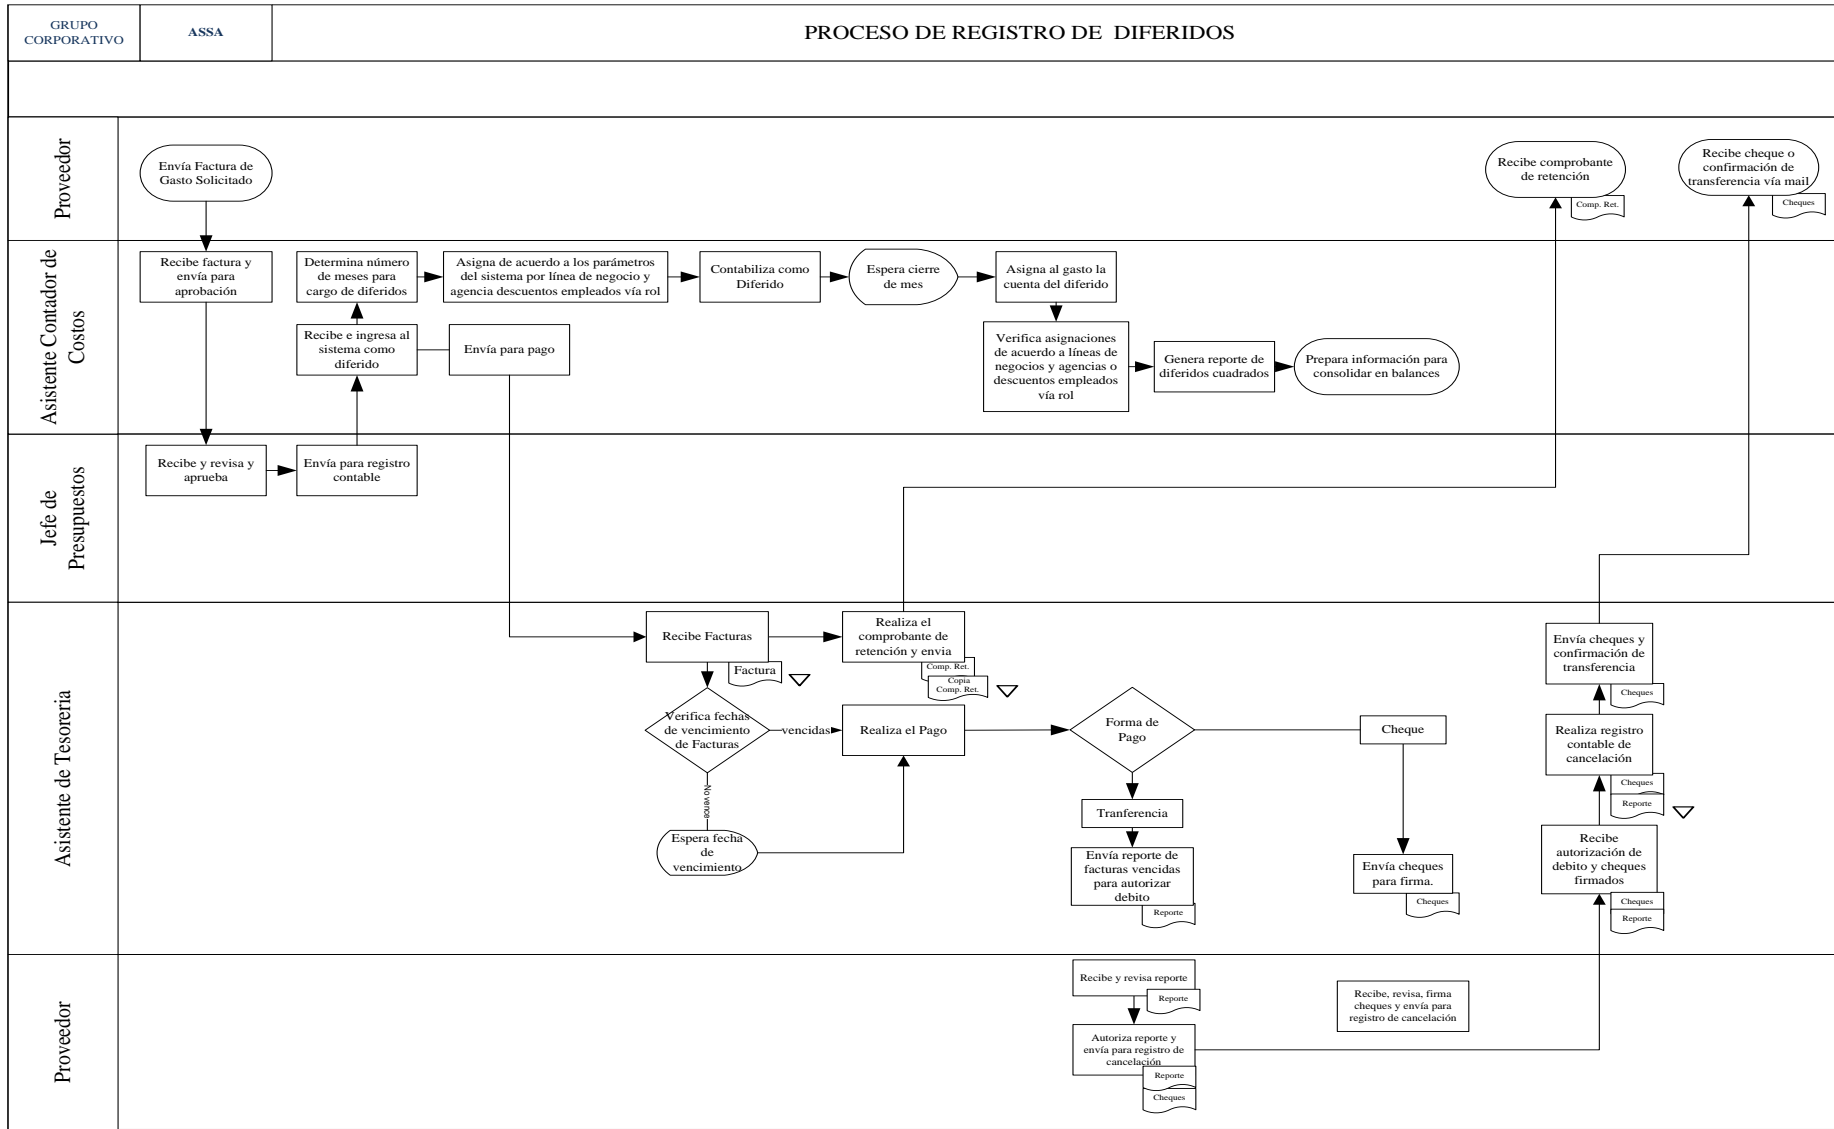 GRUPO
CORPORATIVO
ASSA
PROCESO DE REGISTRO DE DIFERIDOS
Proveedor
Envía Factura de
Gasto Solicitado
Recibe comprobante
de retención
Comp. Ret.
Recibe cheque o
confirmación de
transferencia vía mail
Cheques
Asistente Contador de
Costos
Recibe factura y
envía para
aprobación
Determina número
de meses para
cargo de diferidos
Asigna de acuerdo a los parámetros
del sistema por línea de negocio y
agencia descuentos empleados vía rol
Contabiliza como
Diferido
Espera cierre
de mes
Asigna al gasto la
cuenta del diferido
Recibe e ingresa al
sistema como
diferido
Envía para pago
Verifica asignaciones
de acuerdo a líneas de
negocios y agencias o
descuentos empleados
vía rol
Genera reporte de
diferidos cuadrados
Prepara información para
consolidar en balances
Jefe de
Presupuestos
Recibe y revisa y
aprueba
Envía para registro
contable
Asistente de Tesoreria
Recibe Facturas
Factura
Realiza el
comprobante de
retención y envia
Comp. Ret.
Copia
Comp. Ret.
Verifica fechas
de vencimiento
de Facturas
vencidas
Realiza el Pago
Forma de
Pago
Cheque
No vence
Espera fecha
de
vencimiento
Tranferencia
Envía reporte de
facturas vencidas
para autorizar
debito
Reporte
Envía cheques
para firma.
Cheques
Envía cheques y
confirmación de
transferencia
Cheques
Realiza registro
contable de
cancelación
Cheques
Reporte
Recibe
autorización de
debito y cheques
firmados
Cheques
Reporte
Proveedor
Recibe y revisa reporte
Reporte
Autoriza reporte y
envía para registro de
cancelación
Reporte
Cheques
Recibe, revisa, firma
cheques y envía para
registro de cancelación